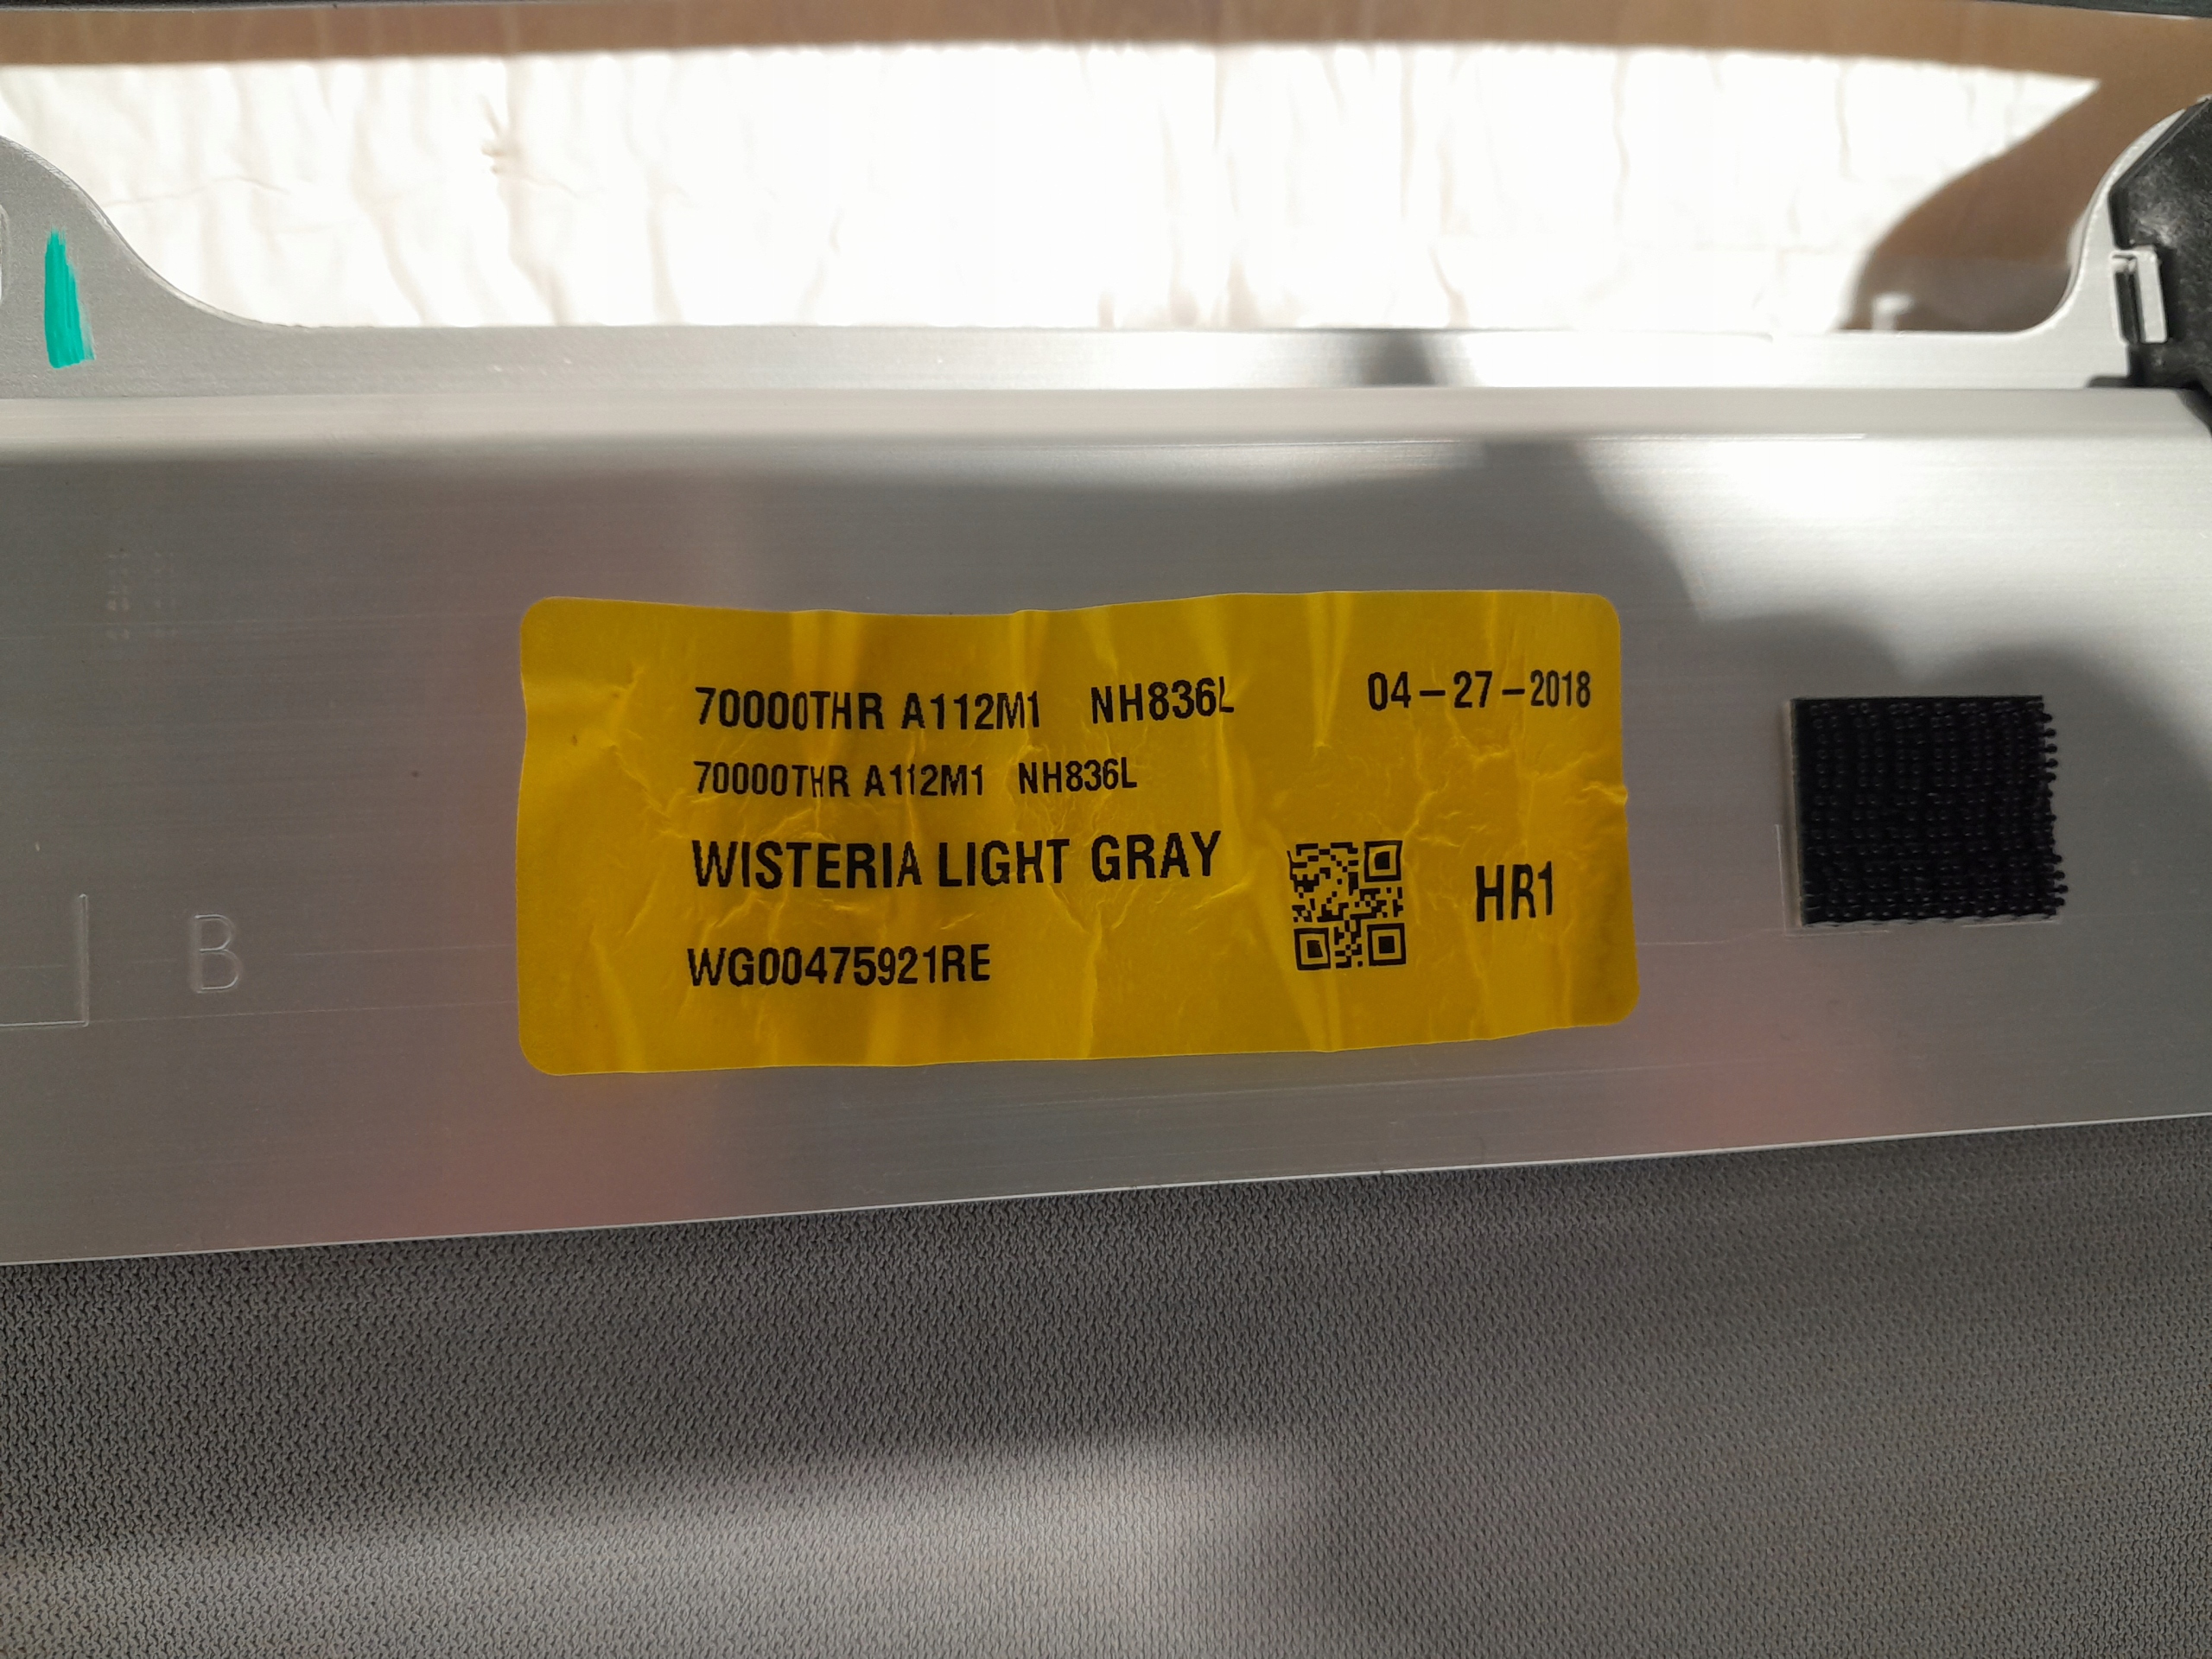 70000THR A112M1 NH836L 04-27-2018
70000THR A112M1 NH836L
WISTERIA LIGHT GRAY
HR1
WG00475921RE
B